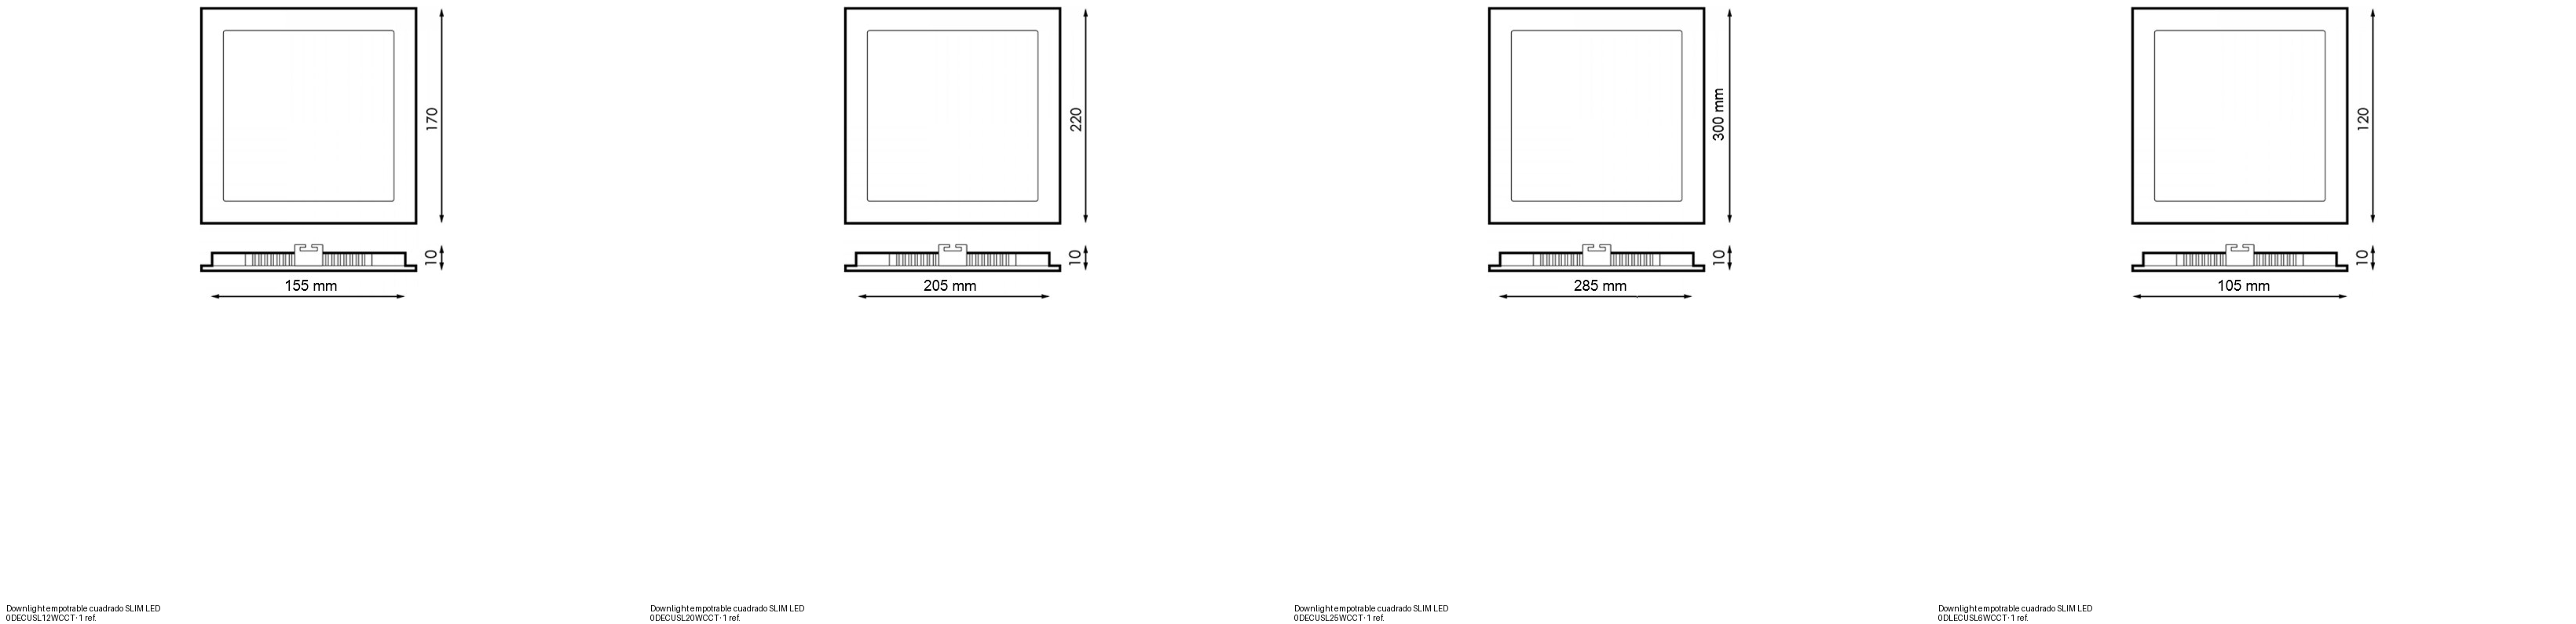 170
10
155 mm
Downlight empotrable cuadrado SLIM LED
0DECUSL12WCCT · 1 ref.
220
10
205 mm
Downlight empotrable cuadrado SLIM LED
0DECUSL20WCCT · 1 ref.
300 mm
10
285 mm
Downlight empotrable cuadrado SLIM LED
0DECUSL25WCCT · 1 ref.
120
10
105 mm
Downlight empotrable cuadrado SLIM LED
0DLECUSL6WCCT · 1 ref.